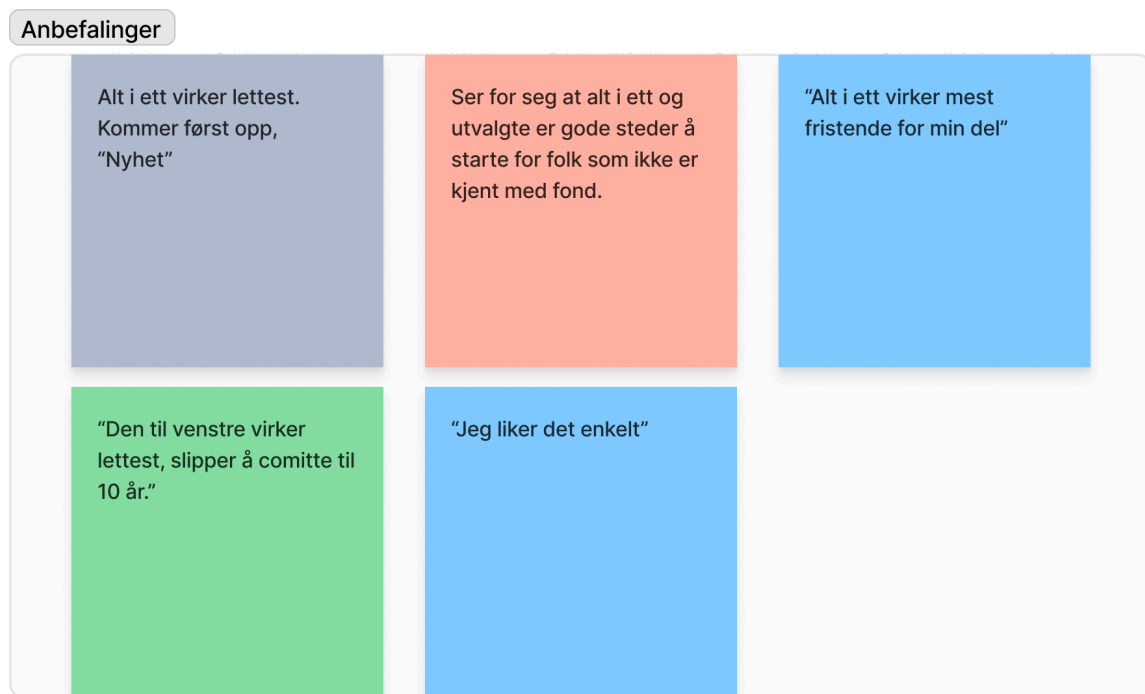 Anbefalinger
Alt i ett virker lettest.
Kommer først opp,
“Nyhet”
Ser for seg at alt i ett og
utvalgte er gode steder å
starte for folk som ikke er
kjent med fond.
“Alt i ett virker mest
fristende for min del”
“Den til venstre virker
lettest, slipper å comitte til
10 år.”
“Jeg liker det enkelt”